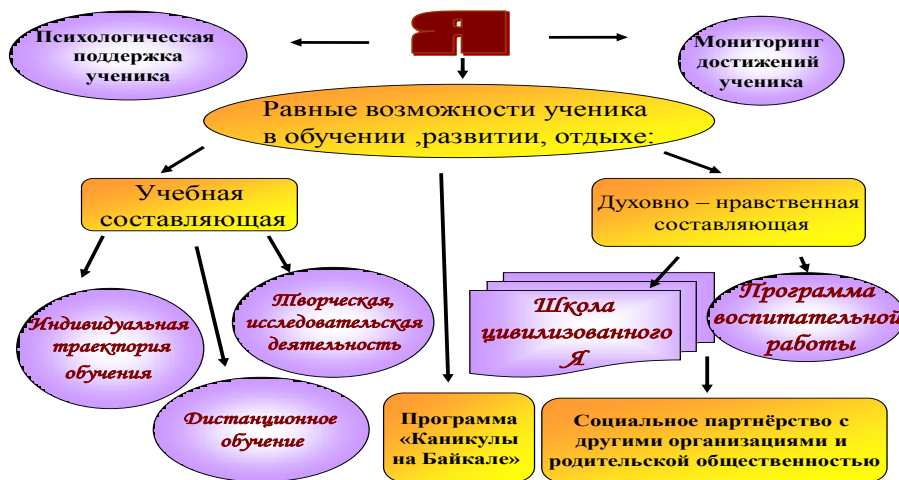 Я
Психологическая
поддержка
ученика
Мониторинг
достижений
ученика
Равные возможности ученика
в обучении ,развитии, отдыхе:
Учебная
составляющая
Духовно – нравственная
составляющая
Индивидуальная
траектория
обучения
Творческая,
исследовательская
деятельность
Дистанционное
обучение
Школа
цивилизованного
Я
Программа
воспитательной
работы
Программа
«Каникулы
на Байкале»
Социальное партнёрство с
другими организациями и
родительской общественностью